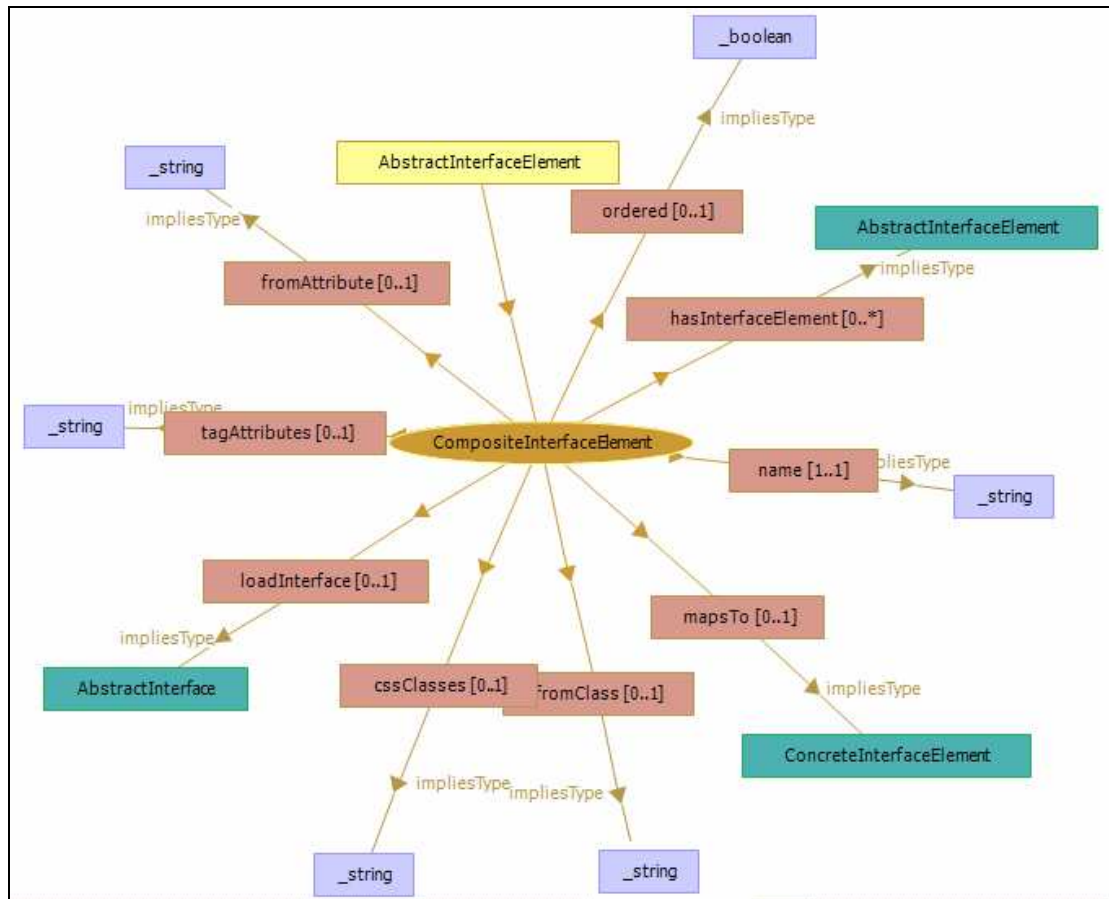 _boolean
impliesType
AbstractInterfaceElement
_string
impliesType
ordered [0..1]
AbstractInterfaceElement
impliesType
fromAttribute [0..1]
hasInterfaceElement [0..*]
impliesType
_string
tagAttributes [0..1]
CompositeInterfaceElement
name [1..1]
pliesType
_string
loadInterface [0..1]
mapsTo [0..1]
impliesType
AbstractInterface
cssClasses [0..1]
fromClass [0..1]
impliesType
ConcreteInterfaceElement
impliesType
impliesType
_string
_string